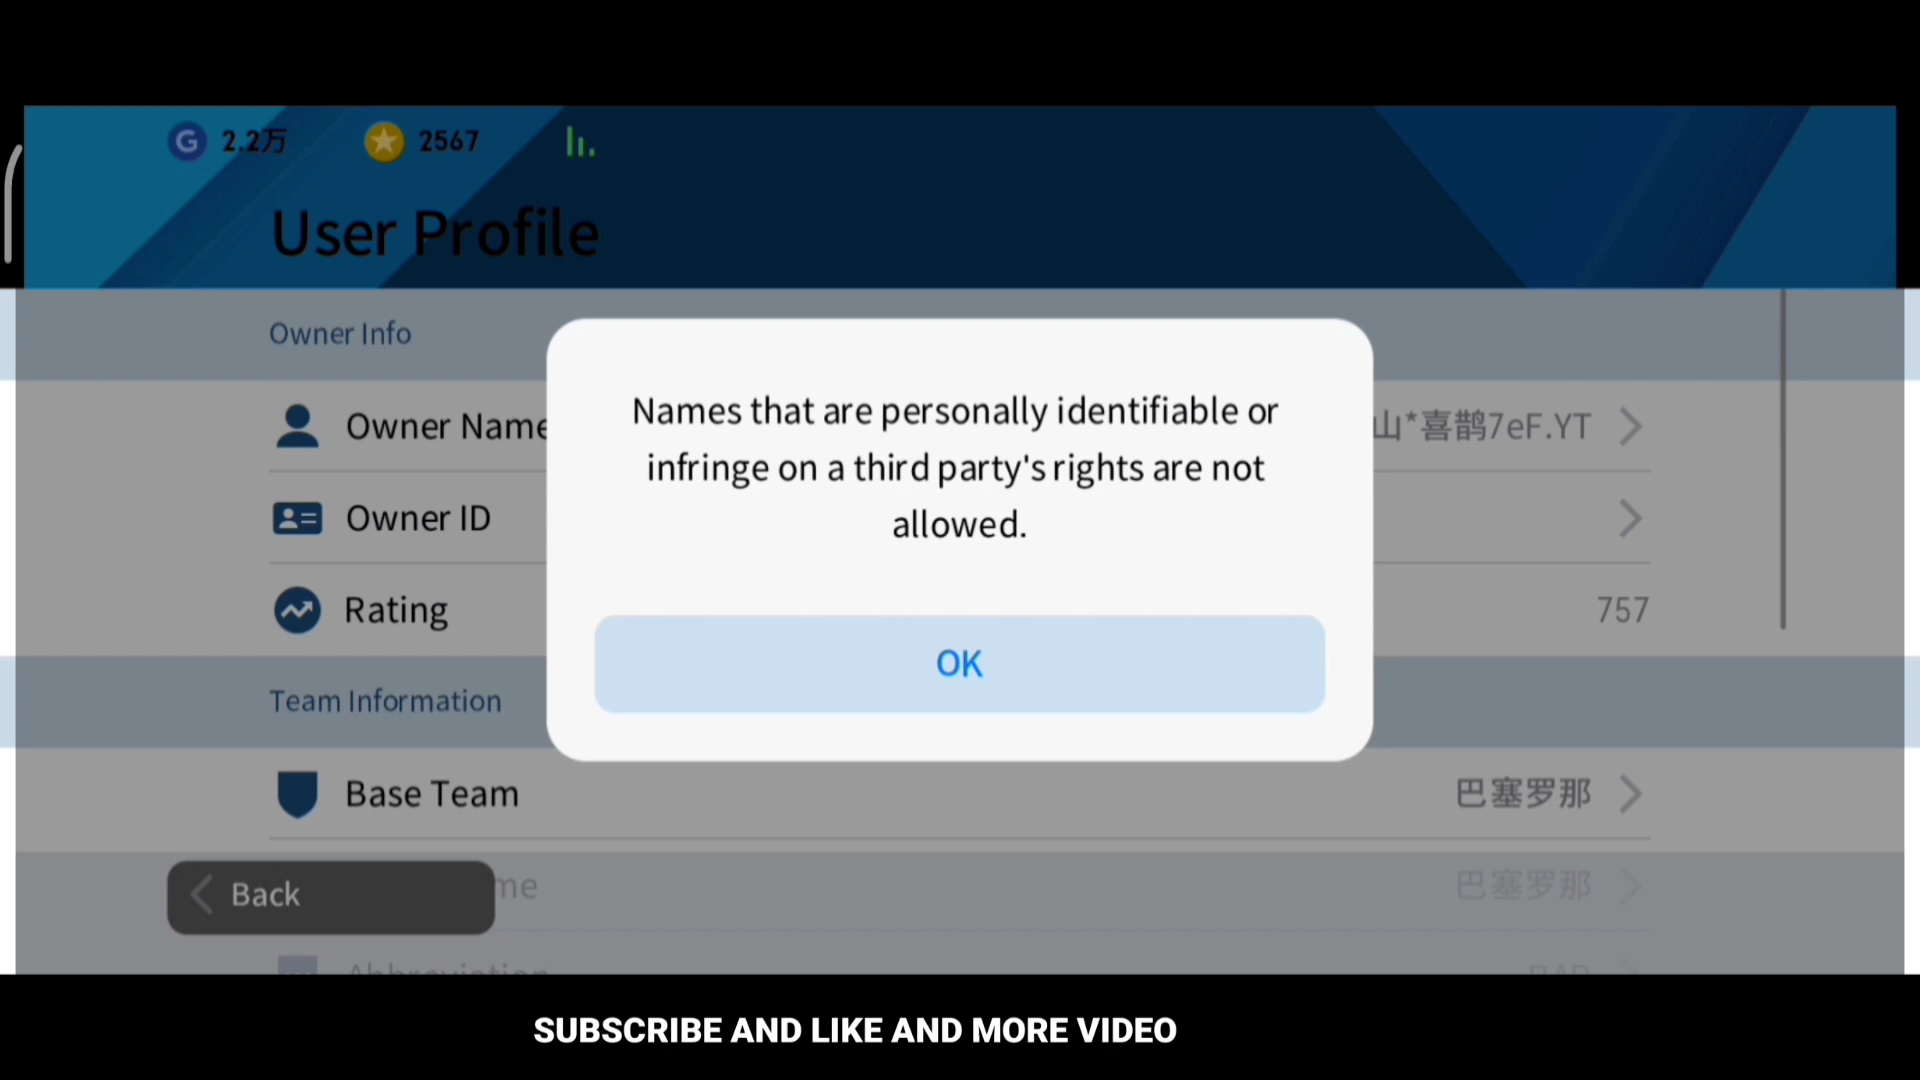 G 2.2万 2567
User Profile
Owner Info
Names that are personally identifiable or
infringe on a third party's rights are not
allowed.
OK
Owner Name
山*喜鹊7eF.YT
Owner ID
Rating
757
Team Information
Base Team
巴塞罗那
Back
me
巴塞罗那
Abbreviation
SUBSCRIBE AND LIKE AND MORE VIDEO